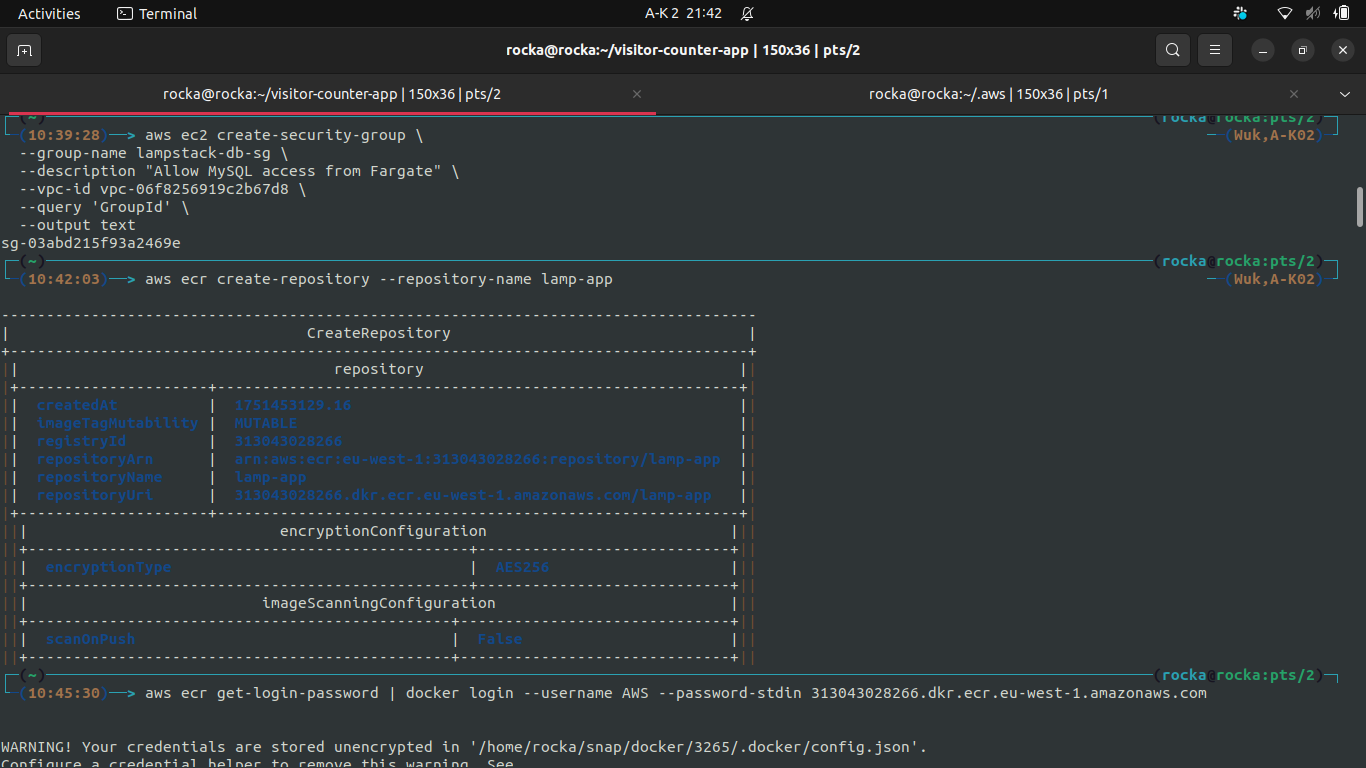 Activities
Terminal
A-K 2 21:42
rocka@rocka:~/visitor-counter-app | 150x36 | pts/2
rocka@rocka:~/visitor-counter-app | 150x36 | pts/2
rocka@rocka:~/.aws | 150x36 | pts/1
(~) (rocka@rocka:pts/2)
(10:39:28)──> aws ec2 create-security-group \ (Wuk,A-K02)
--group-name lampstack-db-sg \
--description "Allow MySQL access from Fargate" \
--vpc-id vpc-06f8256919c2b67d8 \
--query 'GroupId' \
--output text
sg-03abd215f93a2469e
(~) (rocka@rocka:pts/2)
(10:42:03)──> aws ecr create-repository --repository-name lamp-app (Wuk,A-K02)
CreateRepository
repository
createdAt | 1751453129.16
imageTagMutability | MUTABLE
registryId | 313043028266
repositoryArn | arn:aws:ecr:eu-west-1:313043028266:repository/lamp-app
repositoryName | lamp-app
repositoryUri | 313043028266.dkr.ecr.eu-west-1.amazonaws.com/lamp-app
encryptionConfiguration
encryptionType | AES256
imageScanningConfiguration
scanOnPush | False
(~) (rocka@rocka:pts/2)
(10:45:30)──> aws ecr get-login-password | docker login --username AWS --password-stdin 313043028266.dkr.ecr.eu-west-1.amazonaws.com
WARNING! Your credentials are stored unencrypted in '/home/rocka/snap/docker/3265/.docker/config.json'.
Configure a credential helper to remove this warning. See